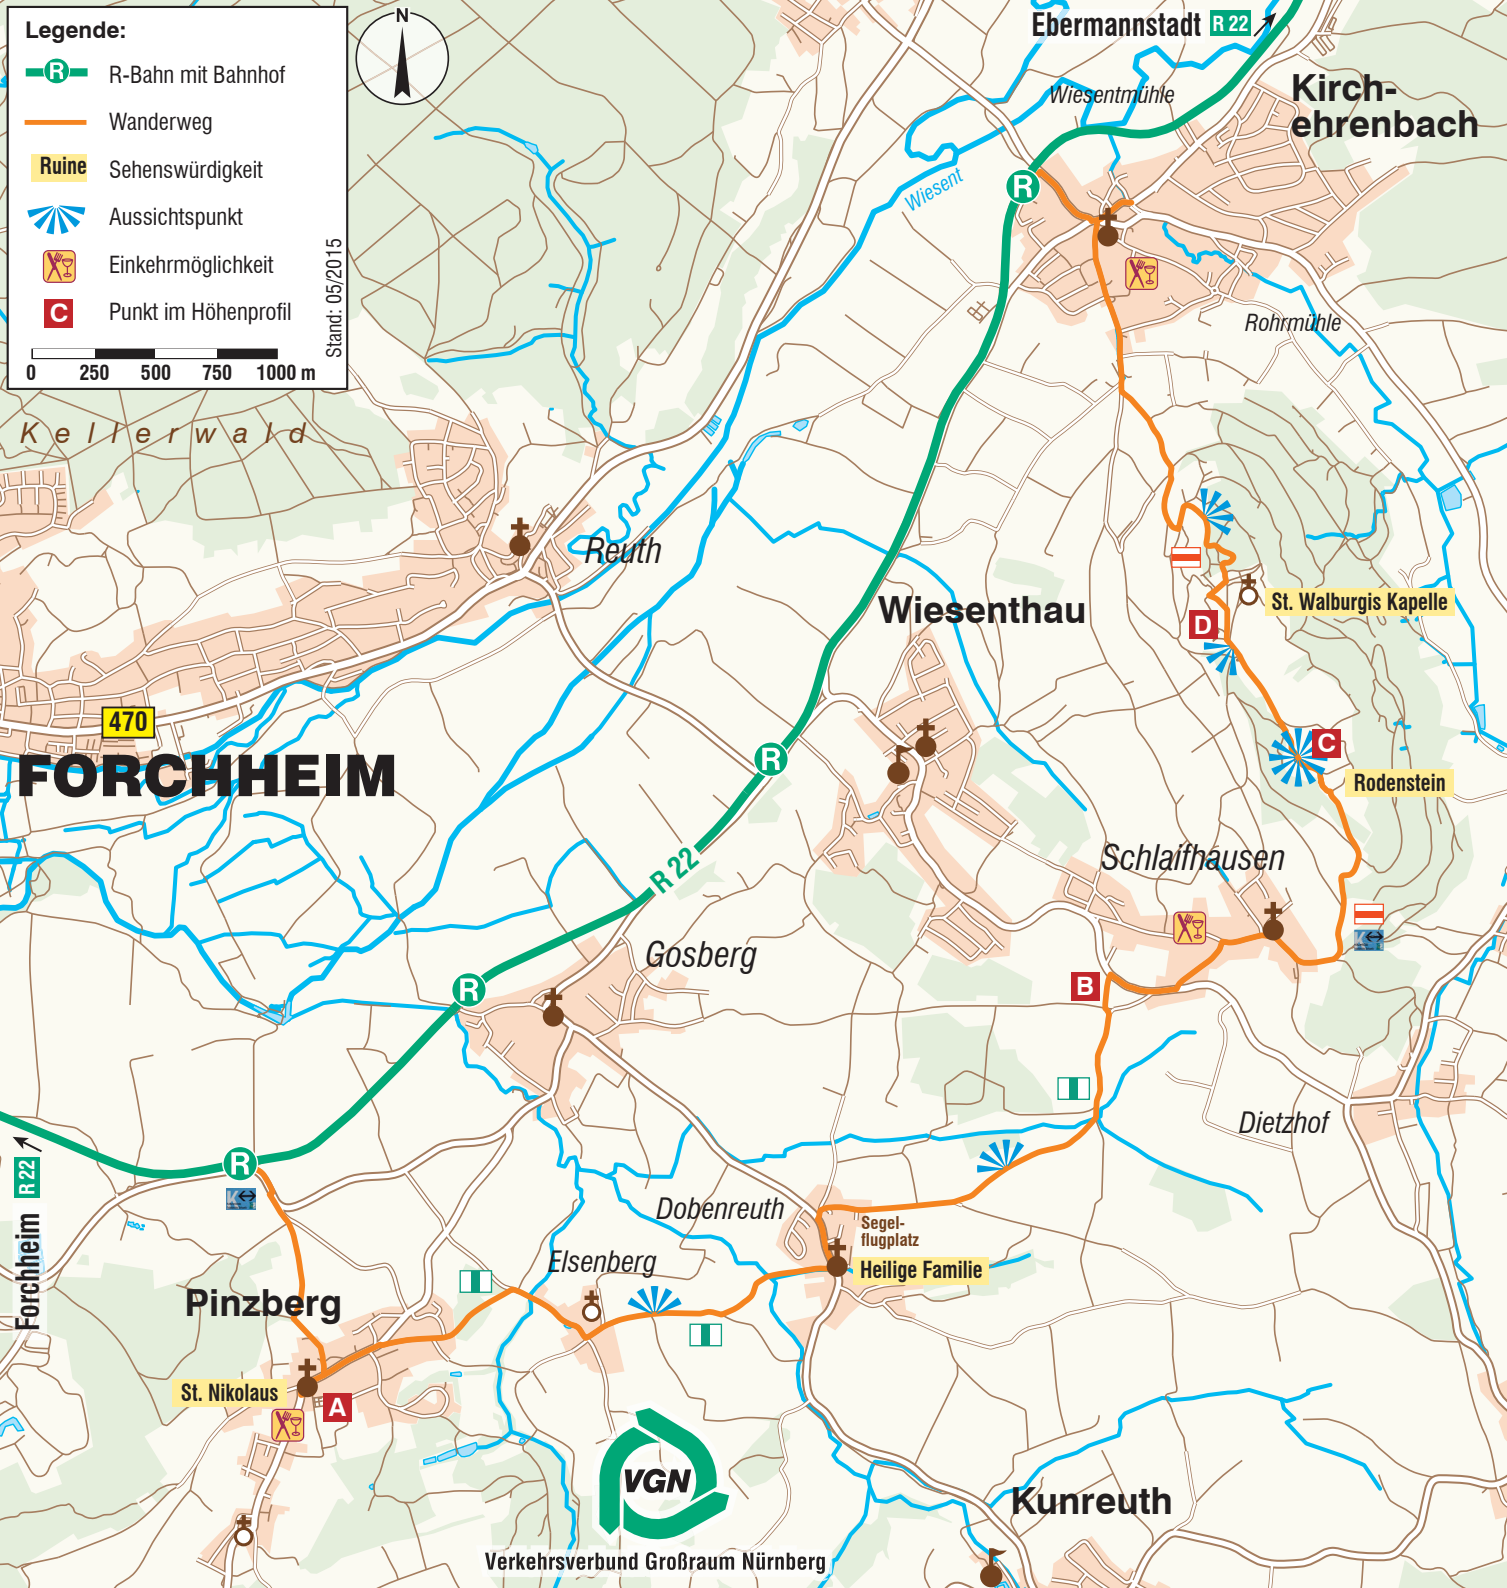 Legende:
R
R-Bahn mit Bahnhof
Wanderweg
Ruine
Sehenswürdigkeit
Aussichtspunkt
Einkehrmöglichkeit
C
Punkt im Höhenprofil
0 250 500 750 1000 m
Stand: 05/2015
N
Ebermannstadt R 22
Kirch-
ehrenbach
Wiesentmühle
R
Wiesent
Rohrmühle
Kellerwald
Reuth
Wiesenthau
St. Walburgis Kapelle
D
470
FORCHHEIM
R
C
Rodenstein
R 22
Schlaifhausen
Gosberg
R
B
Dietzhof
R
R 22
Forchheim
Dobenreuth
Segel-
flugplatz
Elsenberg
Heilige Familie
Pinzberg
St. Nikolaus
A
VGN
Kunreuth
Verkehrsverbund Großraum Nürnberg